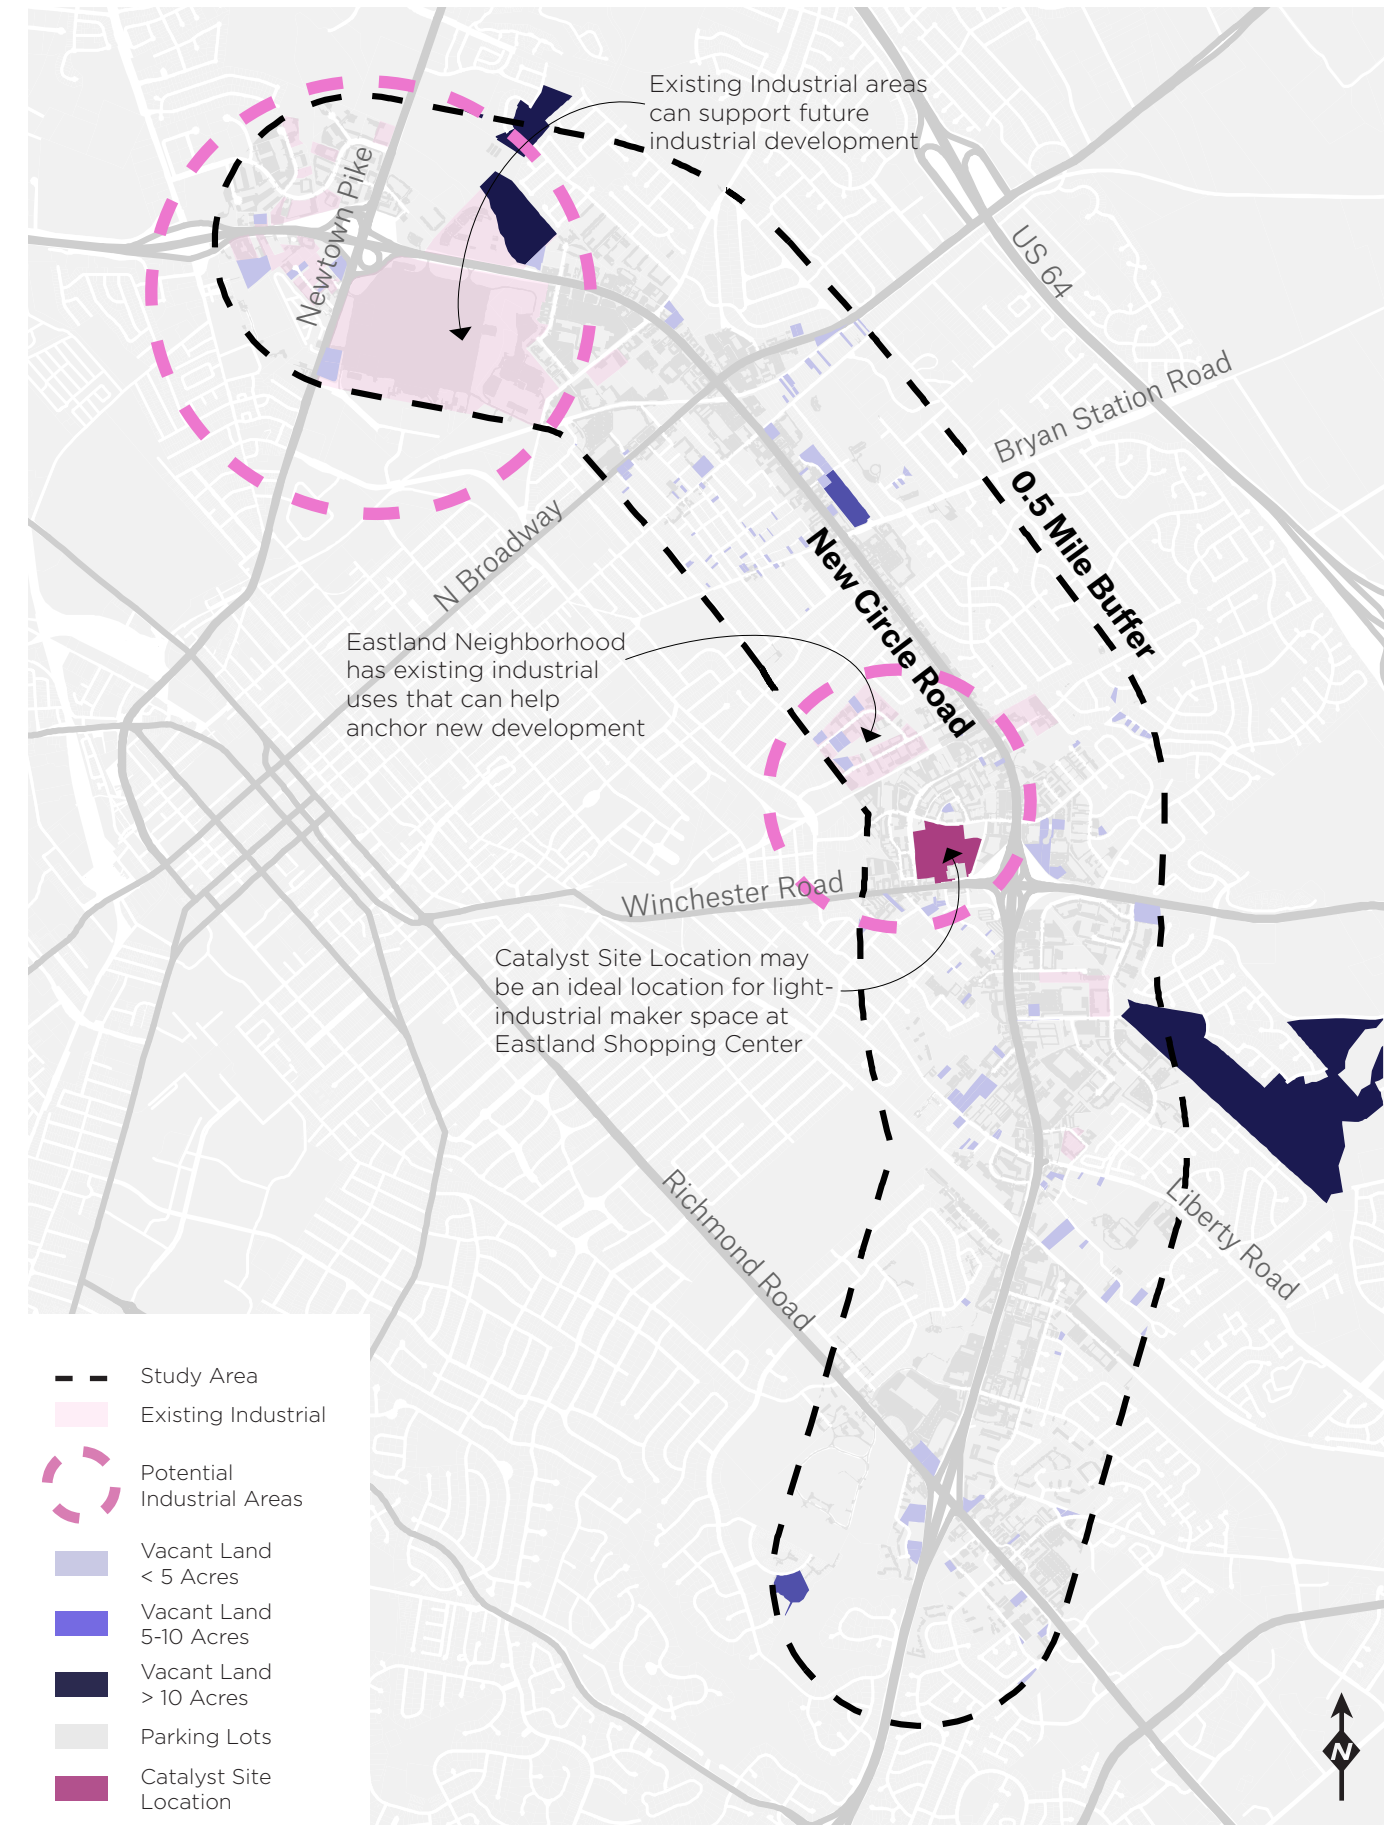 Existing Industrial areas
can support future
industrial development
Newtown Pike
US 64
Bryan Station Road
0.5 Mile Buffer
N Broadway
New Circle Road
Eastland Neighborhood
has existing industrial
uses that can help
anchor new development
Winchester Road
Catalyst Site Location may
be an ideal location for light-
industrial maker space at
Eastland Shopping Center
Richmond Road
Liberty Road
Study Area
Existing Industrial
Potential
Industrial Areas
Vacant Land
< 5 Acres
Vacant Land
5-10 Acres
Vacant Land
> 10 Acres
Parking Lots
Catalyst Site
Location
N